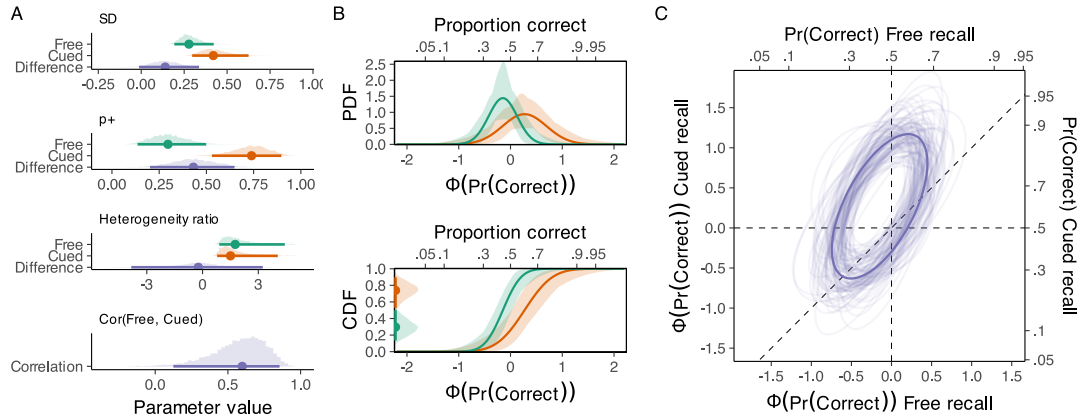 A
SD
Free
Cued
Difference
-0.25 0.00 0.25 0.50 0.75 1.00
p+
Free
Cued
Difference
0.00 0.25 0.50 0.75 1.00
Heterogeneity ratio
Free
Cued
Difference
-3 0 3
Cor(Free, Cued)
Correlation
0.0 0.5 1.0
Parameter value
B
Proportion correct
.05 .1 .3 .5 .7 .9 .95
PDF
2.5
2.0
1.5
1.0
0.5
0.0
-2 -1 0 1 2
Φ(Pr(Correct))
Proportion correct
.05 .1 .3 .5 .7 .9 .95
CDF
1.0
0.8
0.6
0.4
0.2
0.0
-2 -1 0 1 2
Φ(Pr(Correct))
C
Pr(Correct) Free recall
.05 .1 .3 .5 .7 .9 .95
Φ(Pr(Correct)) Cued recall
1.5
1.0
0.5
0.0
-0.5
-1.0
-1.5
.95
.9
.7
.5
.3
.1
.05
Pr(Correct) Cued recall
-1.5 -1.0 -0.5 0.0 0.5 1.0 1.5
Φ(Pr(Correct)) Free recall